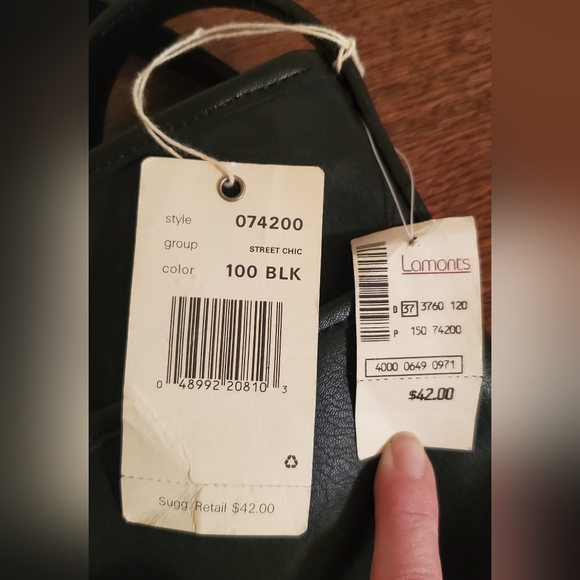 style 074200
group STREET CHIC
color 100 BLK
0 48992 20810 3
Sugg. Retail $42.00
Lamonts
D 37 3760 120
P 150 74200
4000 0649 0971
$42.00